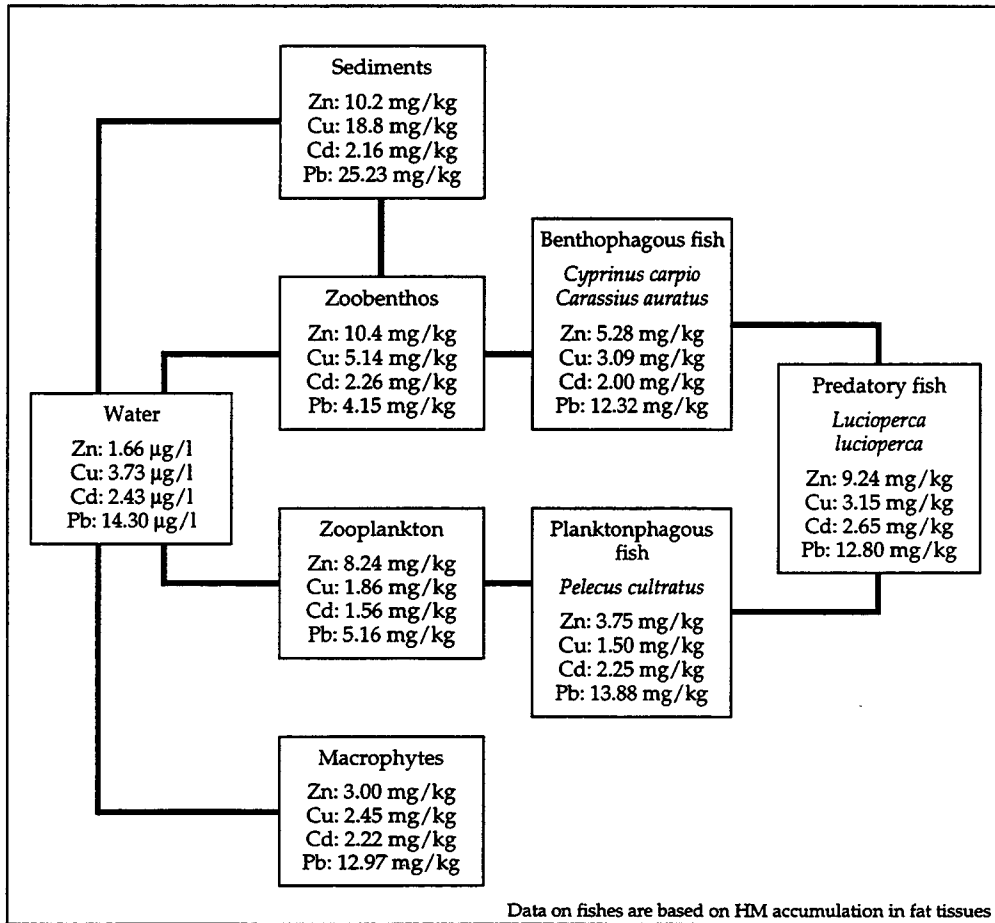 Sediments
Zn: 10.2 mg/kg
Cu: 18.8 mg/kg
Cd: 2.16 mg/kg
Pb: 25.23 mg/kg
Benthophagous fish
Cyprinus carpio
Carassius auratus
Zn: 5.28 mg/kg
Cu: 3.09 mg/kg
Cd: 2.00 mg/kg
Pb: 12.32 mg/kg
Zoobenthos
Zn: 10.4 mg/kg
Cu: 5.14 mg/kg
Cd: 2.26 mg/kg
Pb: 4.15 mg/kg
Predatory fish
Lucioperca
lucioperca
Zn: 9.24 mg/kg
Cu: 3.15 mg/kg
Cd: 2.65 mg/kg
Pb: 12.80 mg/kg
Water
Zn: 1.66 µg/l
Cu: 3.73 µg/l
Cd: 2.43 µg/l
Pb: 14.30 µg/l
Zooplankton
Zn: 8.24 mg/kg
Cu: 1.86 mg/kg
Cd: 1.56 mg/kg
Pb: 5.16 mg/kg
Planktonphagous
fish
Pelecus cultratus
Zn: 3.75 mg/kg
Cu: 1.50 mg/kg
Cd: 2.25 mg/kg
Pb: 13.88 mg/kg
Macrophytes
Zn: 3.00 mg/kg
Cu: 2.45 mg/kg
Cd: 2.22 mg/kg
Pb: 12.97 mg/kg
Data on fishes are based on HM accumulation in fat tissues